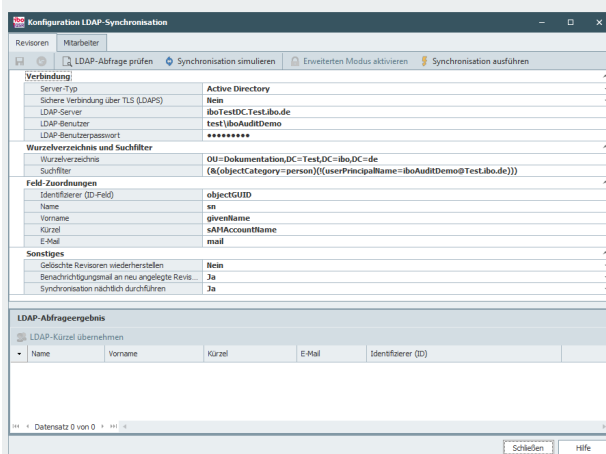 ibo
Konfiguration LDAP-Synchronisation
Revisoren Mitarbeiter
LDAP-Abfrage prüfen Synchronisation simulieren Erweiterten Modus aktivieren Synchronisation ausführen
Verbindung
Server-Typ Active Directory
Sichere Verbindung über TLS (LDAPS) Nein
LDAP-Server iboTestDC.Test.ibo.de
LDAP-Benutzer test\iboAuditDemo
LDAP-Benutzerpasswort •••••••••
Wurzelverzeichnis und Suchfilter
Wurzelverzeichnis OU=Dokumentation,DC=Test,DC=ibo,DC=de
Suchfilter (&(objectCategory=person)(!(userPrincipalName=iboAuditDemo@Test.ibo.de)))
Feld-Zuordnungen
Identifizierer (ID-Feld) objectGUID
Name sn
Vorname givenName
Kürzel sAMAccountName
E-Mail mail
Sonstiges
Gelöschte Revisoren wiederherstellen Nein
Benachrichtigungsmail an neu angelegte Revis... Ja
Synchronisation nächtlich durchführen Ja
LDAP-Abfrageergebnis
LDAP-Kürzel übernehmen
Name Vorname Kürzel E-Mail Identifizierer (ID)
Datensatz 0 von 0
Schließen Hilfe